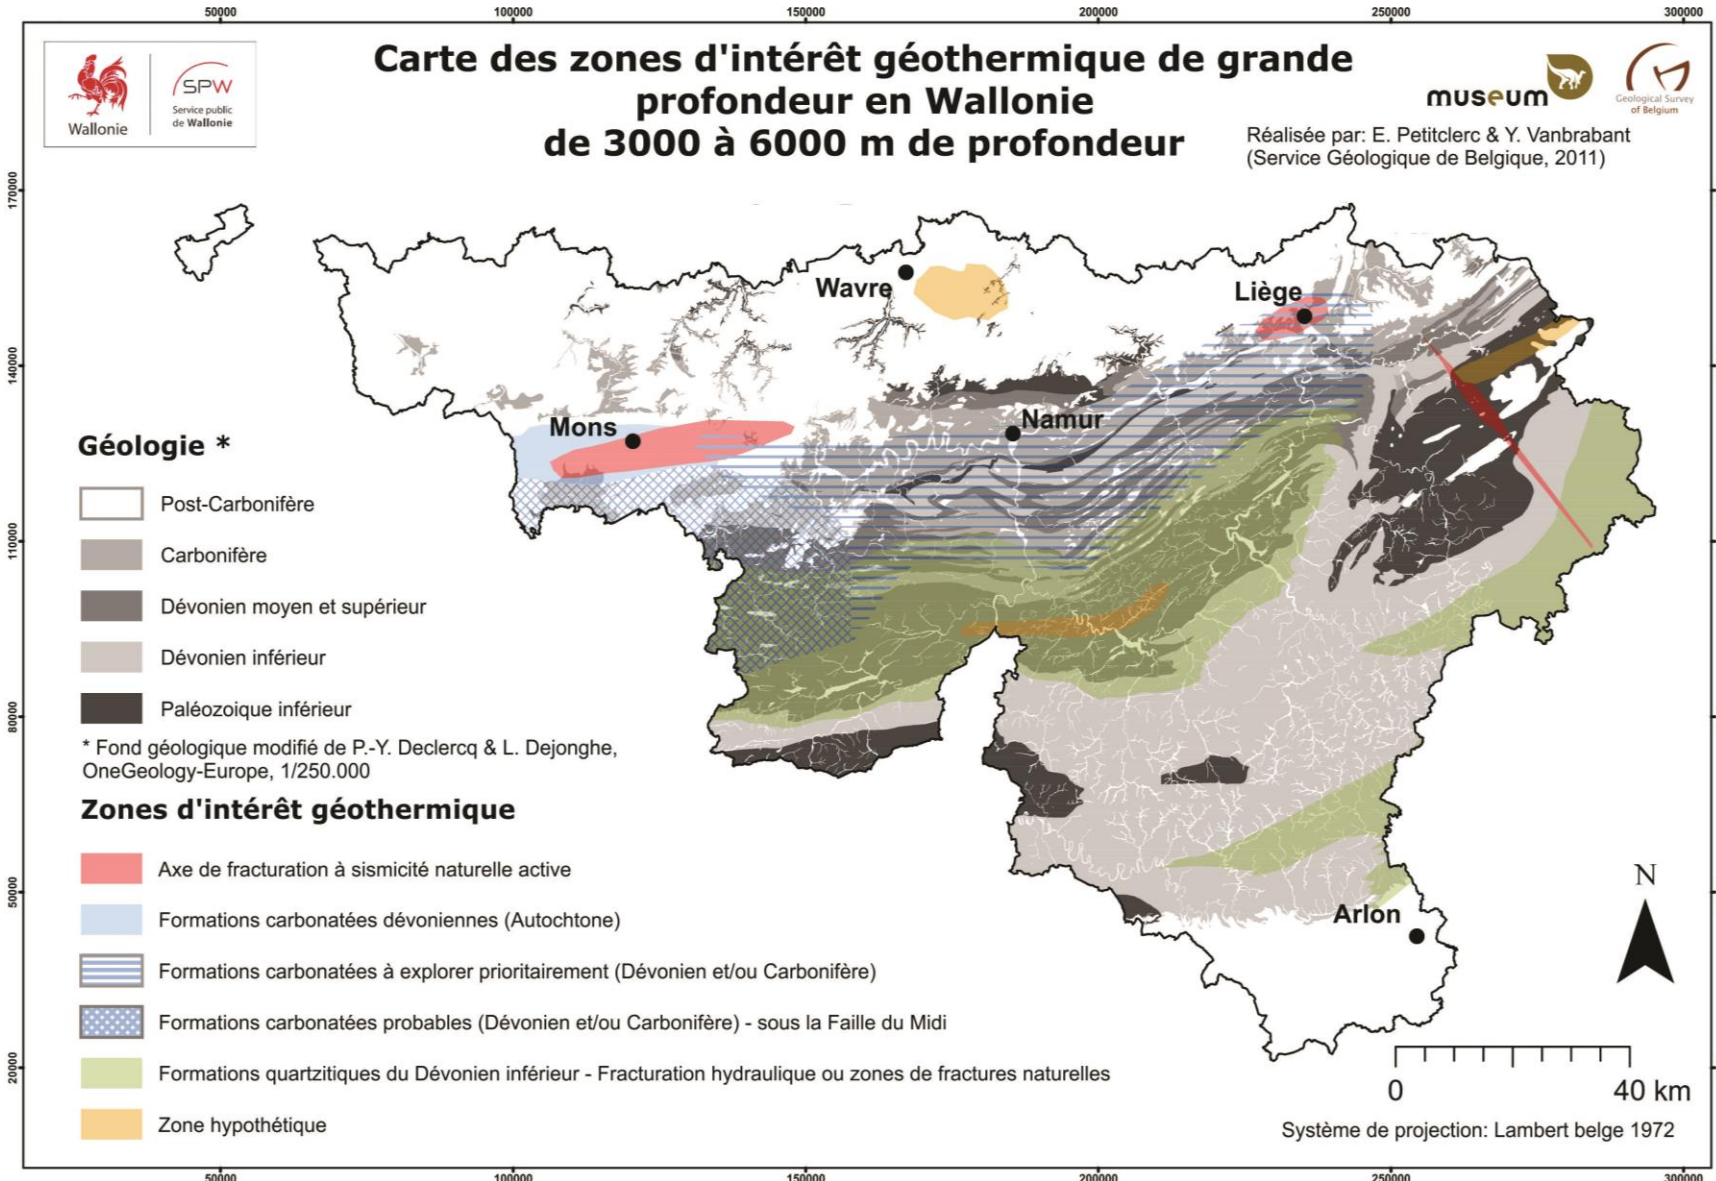 50000 100000 150000 200000 250000 300000
Carte des zones d'intérêt géothermique de grande
profondeur en Wallonie
de 3000 à 6000 m de profondeur
Wallonie
SPW
Service public
de Wallonie
museum
Geological Survey
of Belgium
Réalisée par: E. Petitclerc & Y. Vanbrabant
(Service Géologique de Belgique, 2011)
170000
140000
110000
80000
50000
20000
Wavre
Liège
Mons
Namur
Arlon
Géologie *
Post-Carbonifère
Carbonifère
Dévonien moyen et supérieur
Dévonien inférieur
Paléozoique inférieur
* Fond géologique modifié de P.-Y. Declercq & L. Dejonghe,
OneGeology-Europe, 1/250.000
Zones d'intérêt géothermique
Axe de fracturation à sismicité naturelle active
Formations carbonatées dévoniennes (Autochtone)
Formations carbonatées à explorer prioritairement (Dévonien et/ou Carbonifère)
Formations carbonatées probables (Dévonien et/ou Carbonifère) - sous la Faille du Midi
Formations quartzitiques du Dévonien inférieur - Fracturation hydraulique ou zones de fractures naturelles
Zone hypothétique
N
0 40 km
Système de projection: Lambert belge 1972
50000 100000 150000 200000 250000 300000